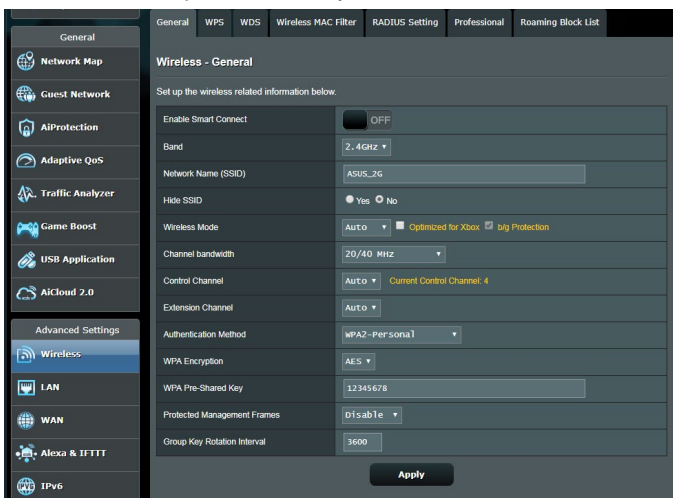 General WPS WDS Wireless MAC Filter RADIUS Setting Professional Roaming Block List
General
Network Map
Guest Network
AiProtection
Adaptive QoS
Traffic Analyzer
Game Boost
USB Application
AiCloud 2.0
Advanced Settings
Wireless
LAN
WAN
Alexa & IFTTT
IPv6
Wireless - General
Set up the wireless related information below.
Enable Smart Connect OFF
Band 2.4GHz
Network Name (SSID) ASUS_2G
Hide SSID Yes No
Wireless Mode Auto Optimized for Xbox b/g Protection
Channel bandwidth 20/40 MHz
Control Channel Auto Current Control Channel: 4
Extension Channel Auto
Authentication Method WPA2-Personal
WPA Encryption AES
WPA Pre-Shared Key 12345678
Protected Management Frames Disable
Group Key Rotation Interval 3600
Apply